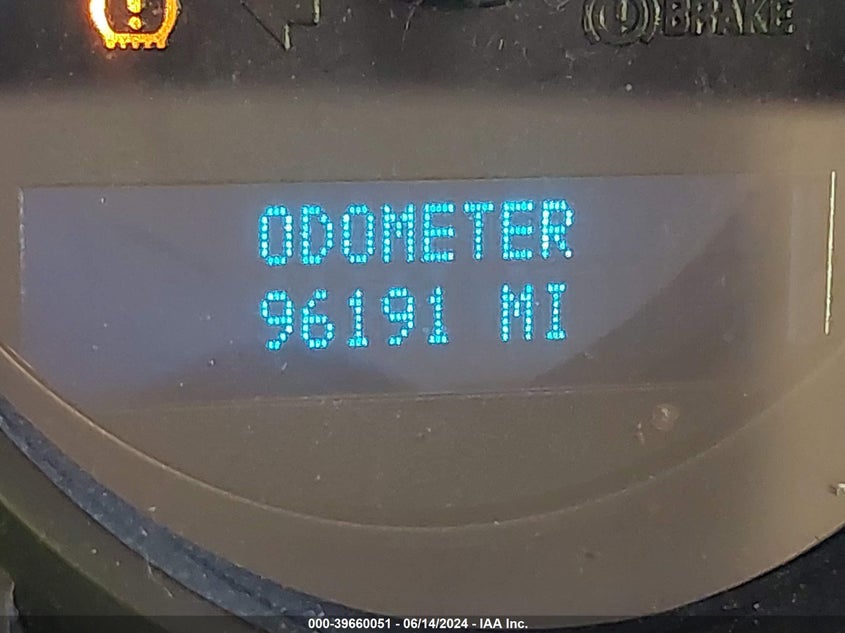 BRAKE
ODOMETER
96191 MI
000-39660051 - 06/14/2024 - IAA Inc.